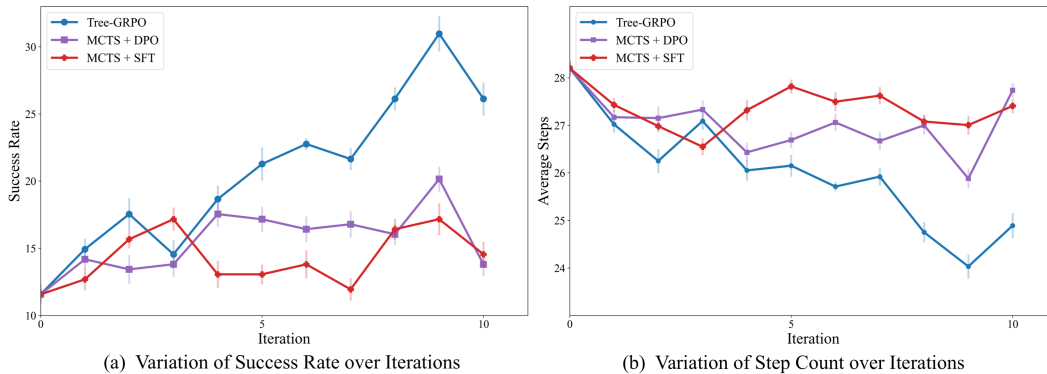 Tree-GRPO
MCTS + DPO
MCTS + SFT
Success Rate
30
25
20
15
10
0
5
10
Iteration
(a) Variation of Success Rate over Iterations
Tree-GRPO
MCTS + DPO
MCTS + SFT
Average Steps
28
27
26
25
24
0
5
10
Iteration
(b) Variation of Step Count over Iterations